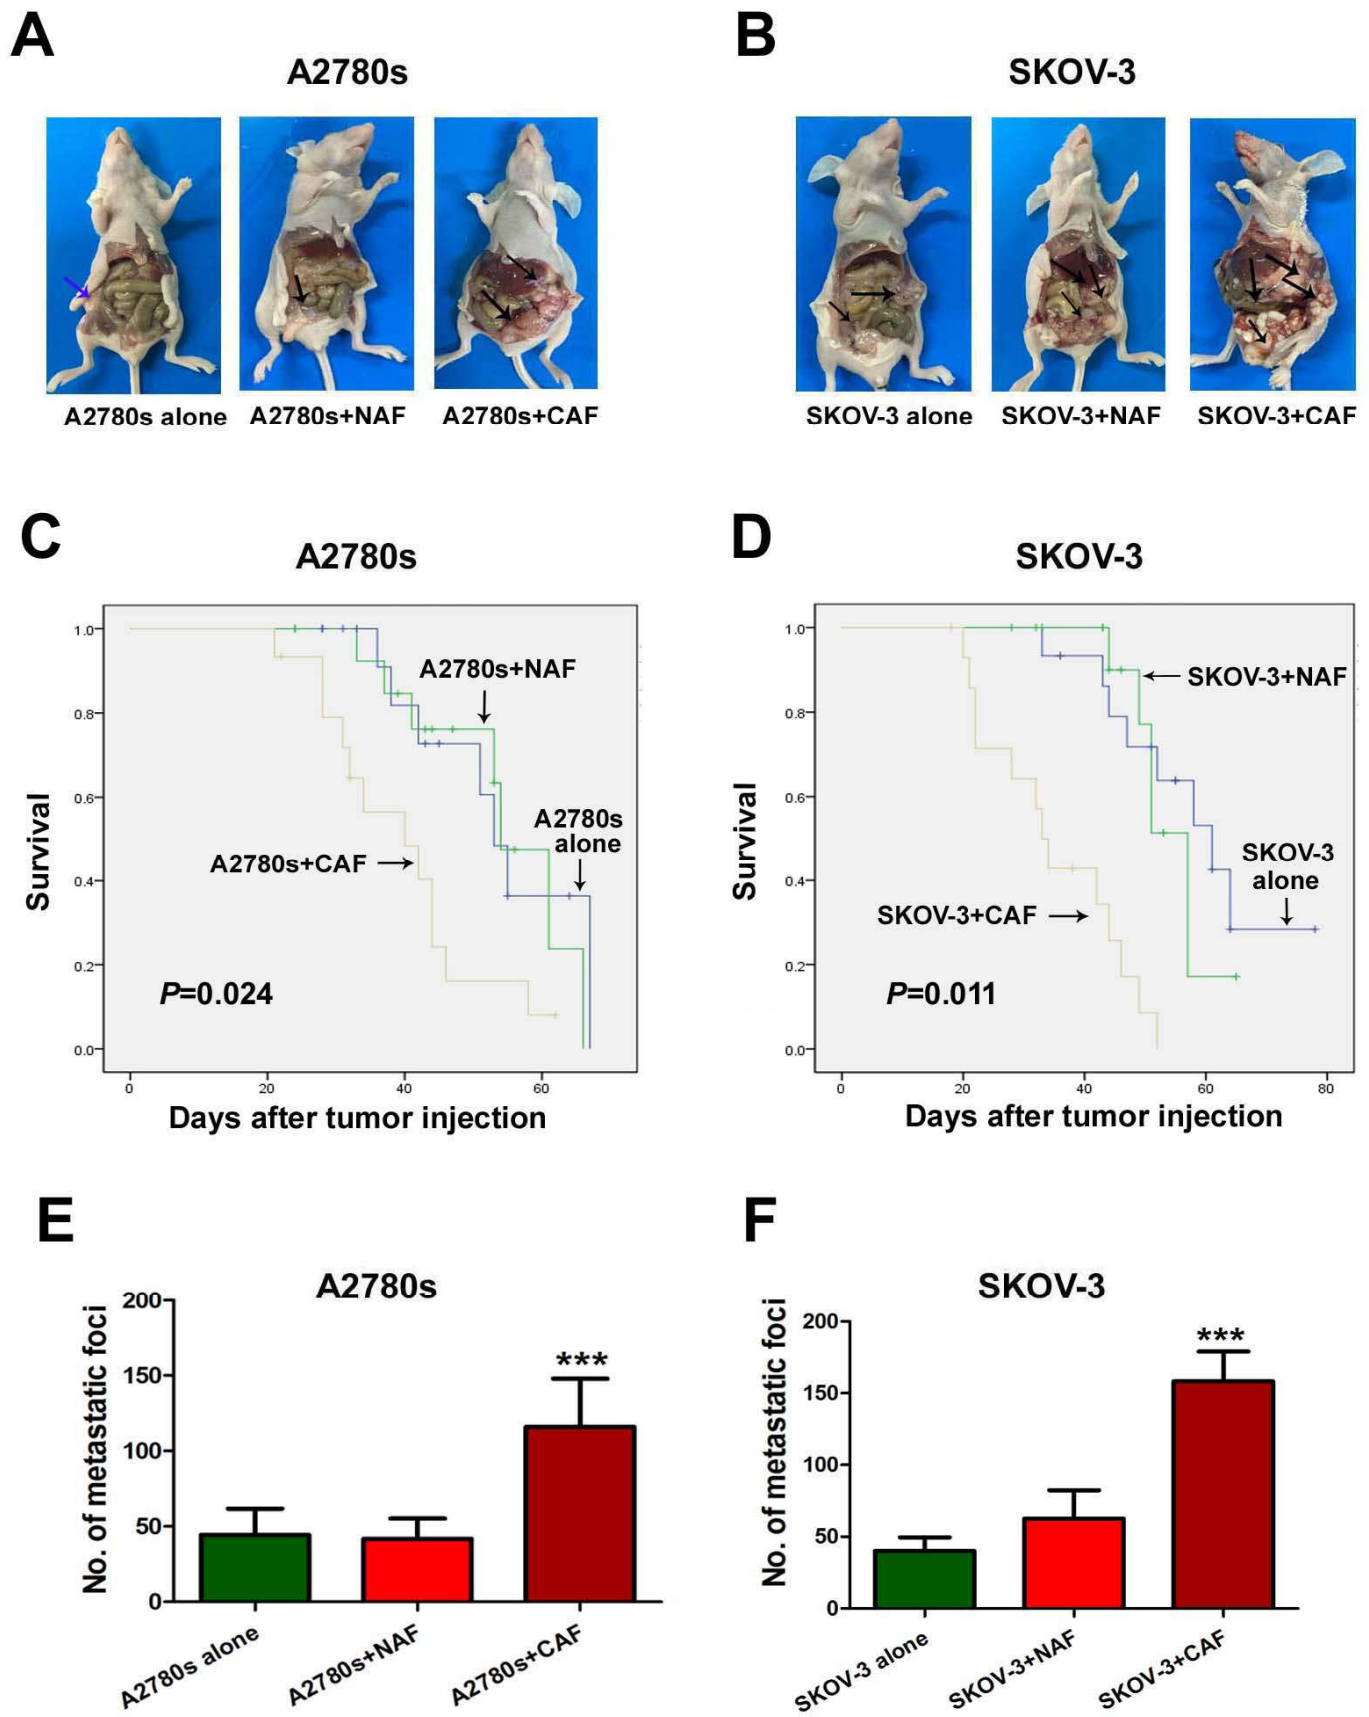 A
B
A2780s
SKOV-3
A2780s alone
A2780s+NAF
A2780s+CAF
SKOV-3 alone
SKOV-3+NAF
SKOV-3+CAF
C
D
A2780s
SKOV-3
Survival
1.0
0.8
0.6
0.4
0.2
0.0
A2780s+NAF
A2780s
alone
A2780s+CAF
P=0.024
0
20
40
60
Days after tumor injection
Survival
1.0
0.8
0.6
0.4
0.2
0.0
SKOV-3+NAF
SKOV-3
alone
SKOV-3+CAF
P=0.011
0
20
40
60
80
Days after tumor injection
E
F
A2780s
No. of metastatic foci
200
150
100
50
0
***
A2780s alone
A2780s+NAF
A2780s+CAF
SKOV-3
No. of metastatic foci
200
150
100
50
0
***
SKOV-3 alone
SKOV-3+NAF
SKOV-3+CAF